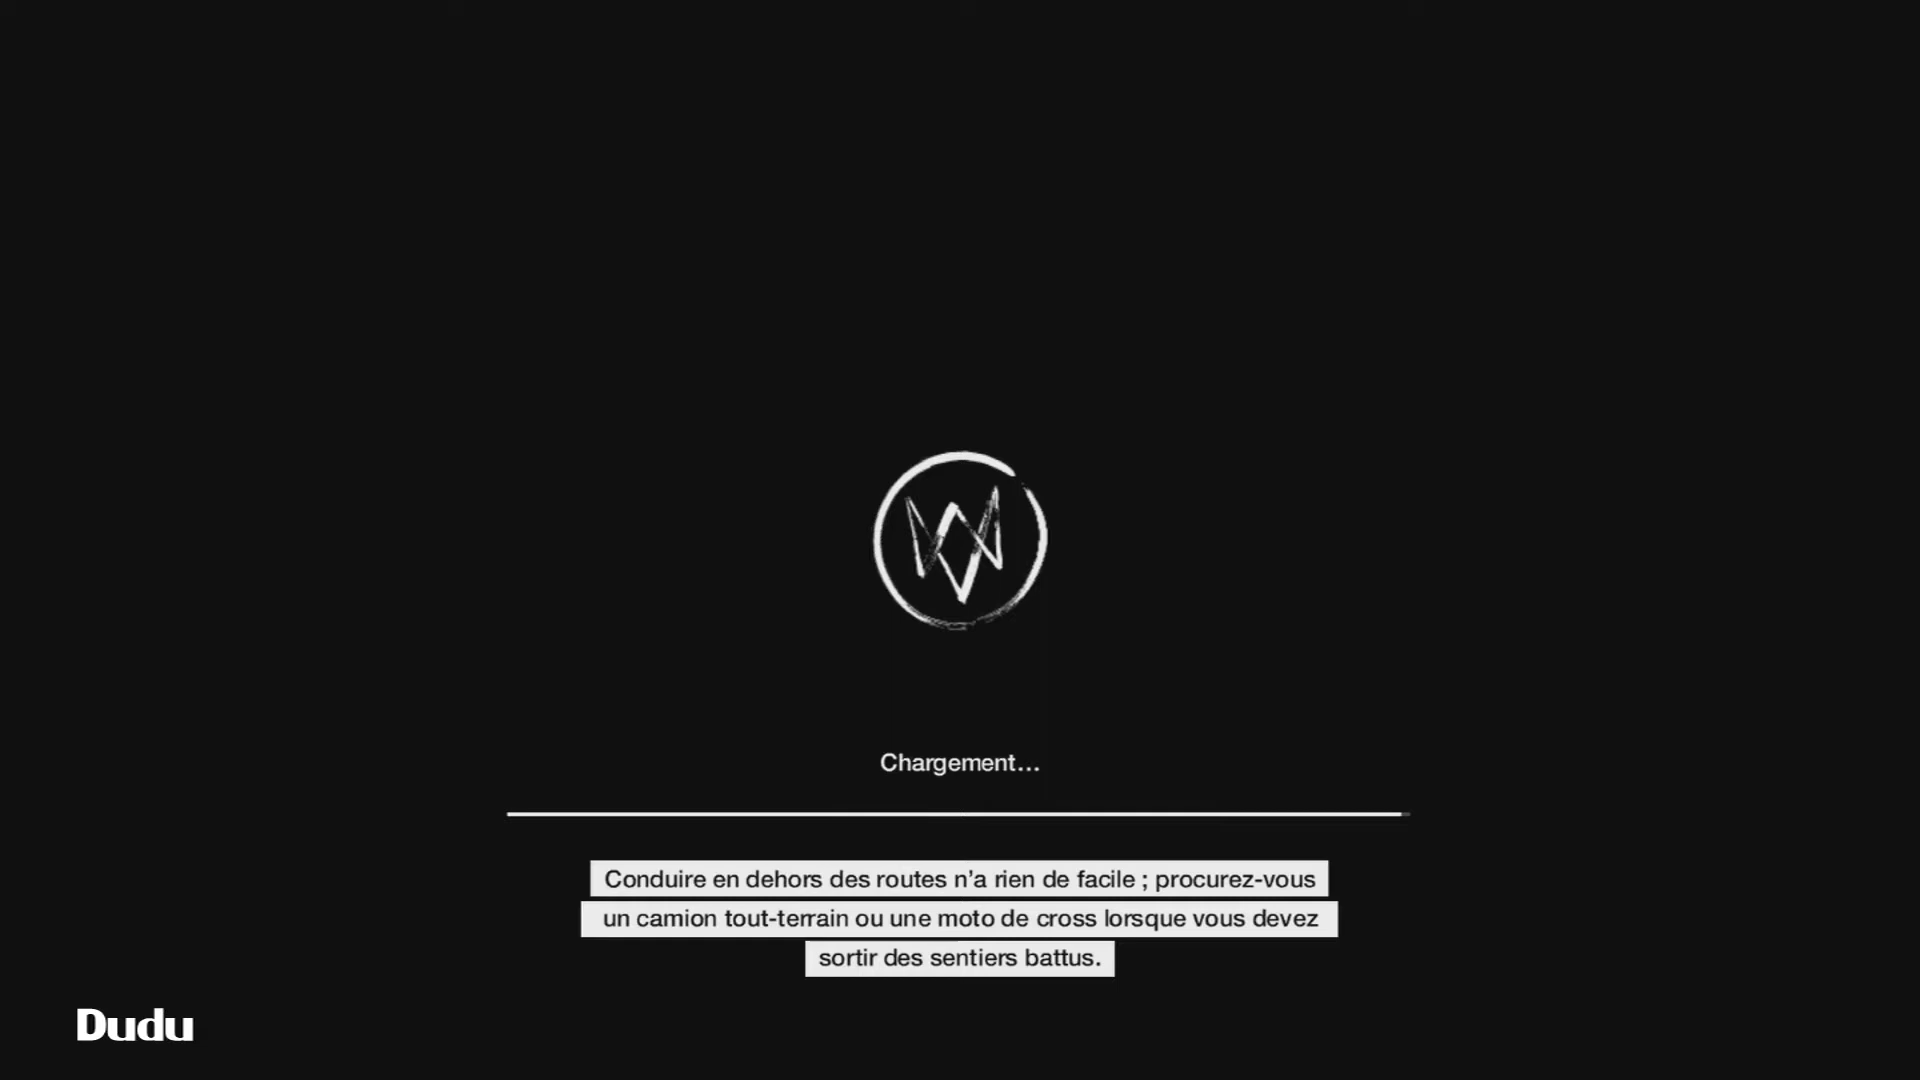 Chargement...
Conduire en dehors des routes n'a rien de facile ; procurez-vous
un camion tout-terrain ou une moto de cross lorsque vous devez
sortir des sentiers battus.
Dudu